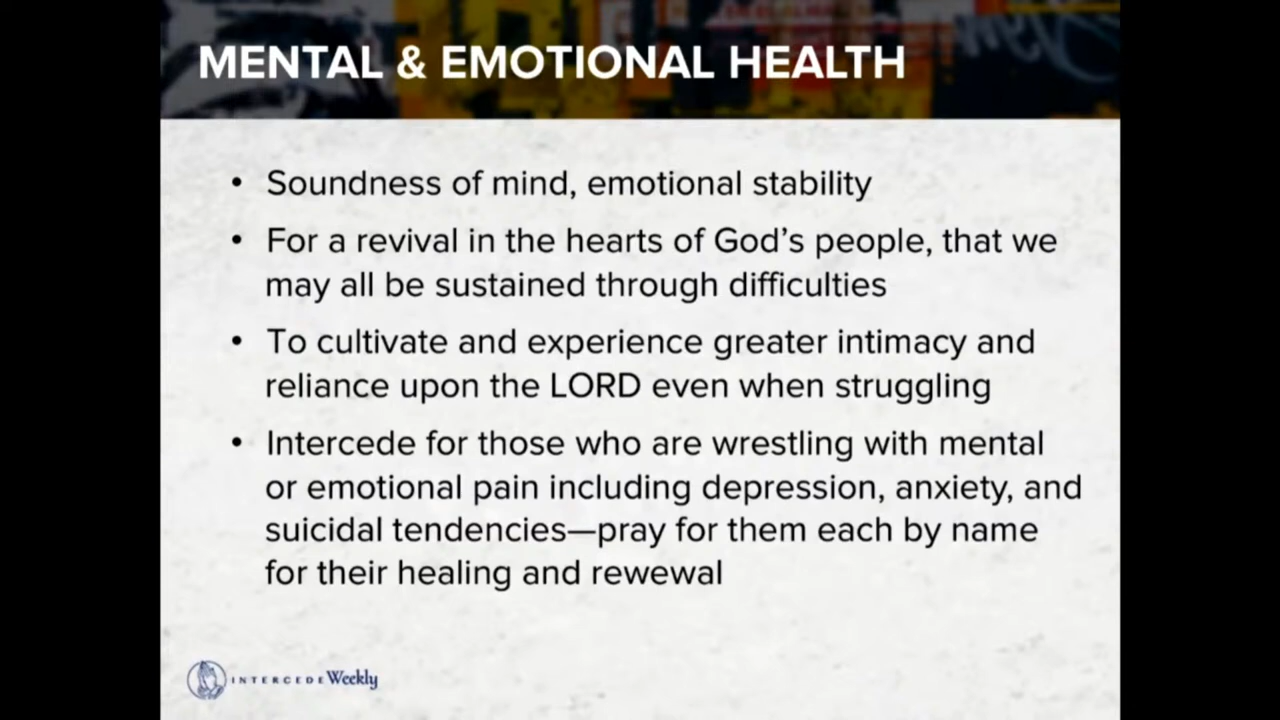 MENTAL & EMOTIONAL HEALTH
• Soundness of mind, emotional stability
• For a revival in the hearts of God’s people, that we
may all be sustained through difficulties
• To cultivate and experience greater intimacy and
reliance upon the LORD even when struggling
• Intercede for those who are wrestling with mental
or emotional pain including depression, anxiety, and
suicidal tendencies—pray for them each by name
for their healing and rewewal
INTERCEDE Weekly